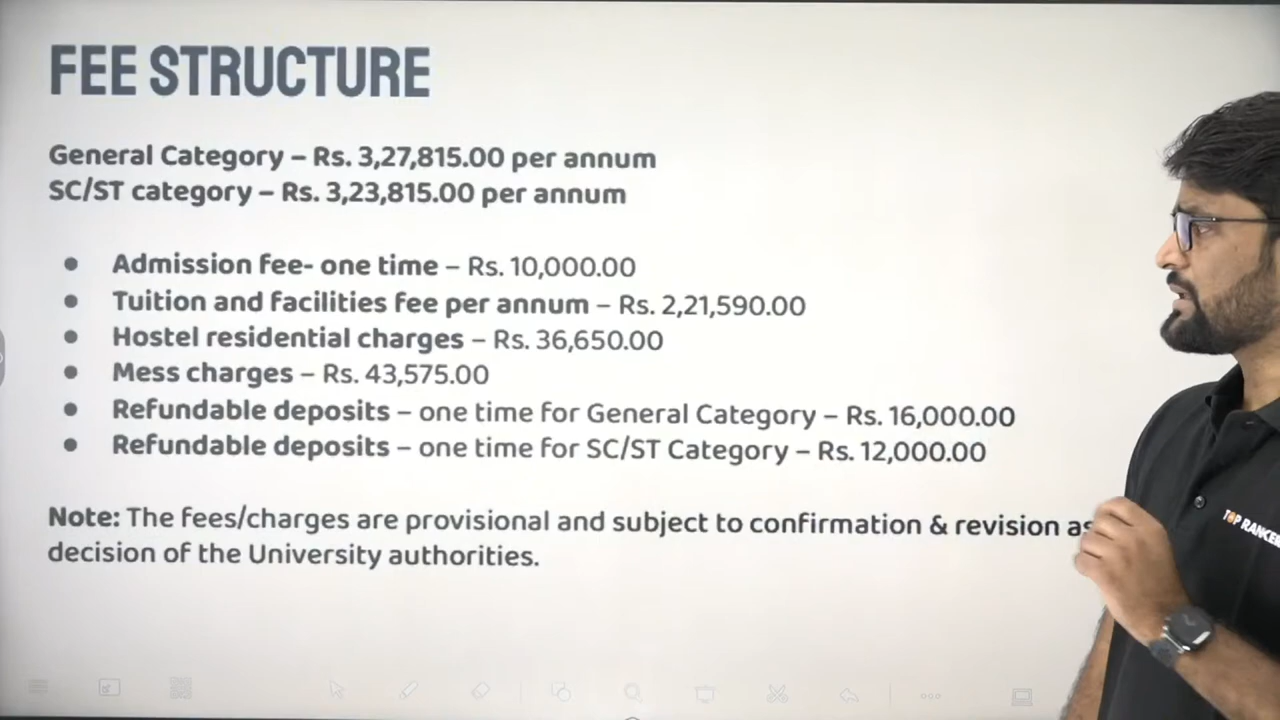 FEE STRUCTURE
General Category – Rs. 3,27,815.00 per annum
SC/ST category – Rs. 3,23,815.00 per annum
● Admission fee- one time – Rs. 10,000.00
● Tuition and facilities fee per annum – Rs. 2,21,590.00
● Hostel residential charges – Rs. 36,650.00
● Mess charges – Rs. 43,575.00
● Refundable deposits – one time for General Category – Rs. 16,000.00
● Refundable deposits – one time for SC/ST Category – Rs. 12,000.00
Note: The fees/charges are provisional and subject to confirmation & revision as
decision of the University authorities.
TOP RANKER